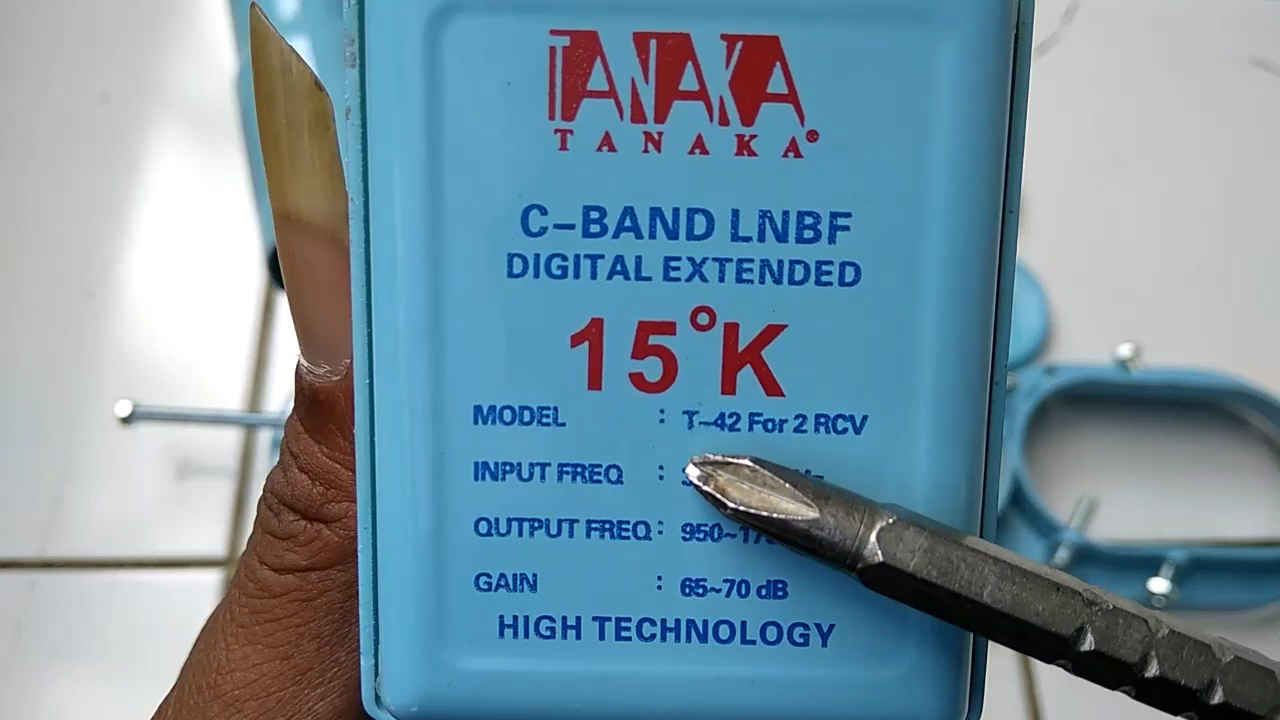 TANAKA
TANAKA®
C-BAND LNBF
DIGITAL EXTENDED
15°K
MODEL : T-42 For 2 RCV
INPUT FREQ :
QUTPUT FREQ : 950~17
GAIN : 65~70 dB
HIGH TECHNOLOGY